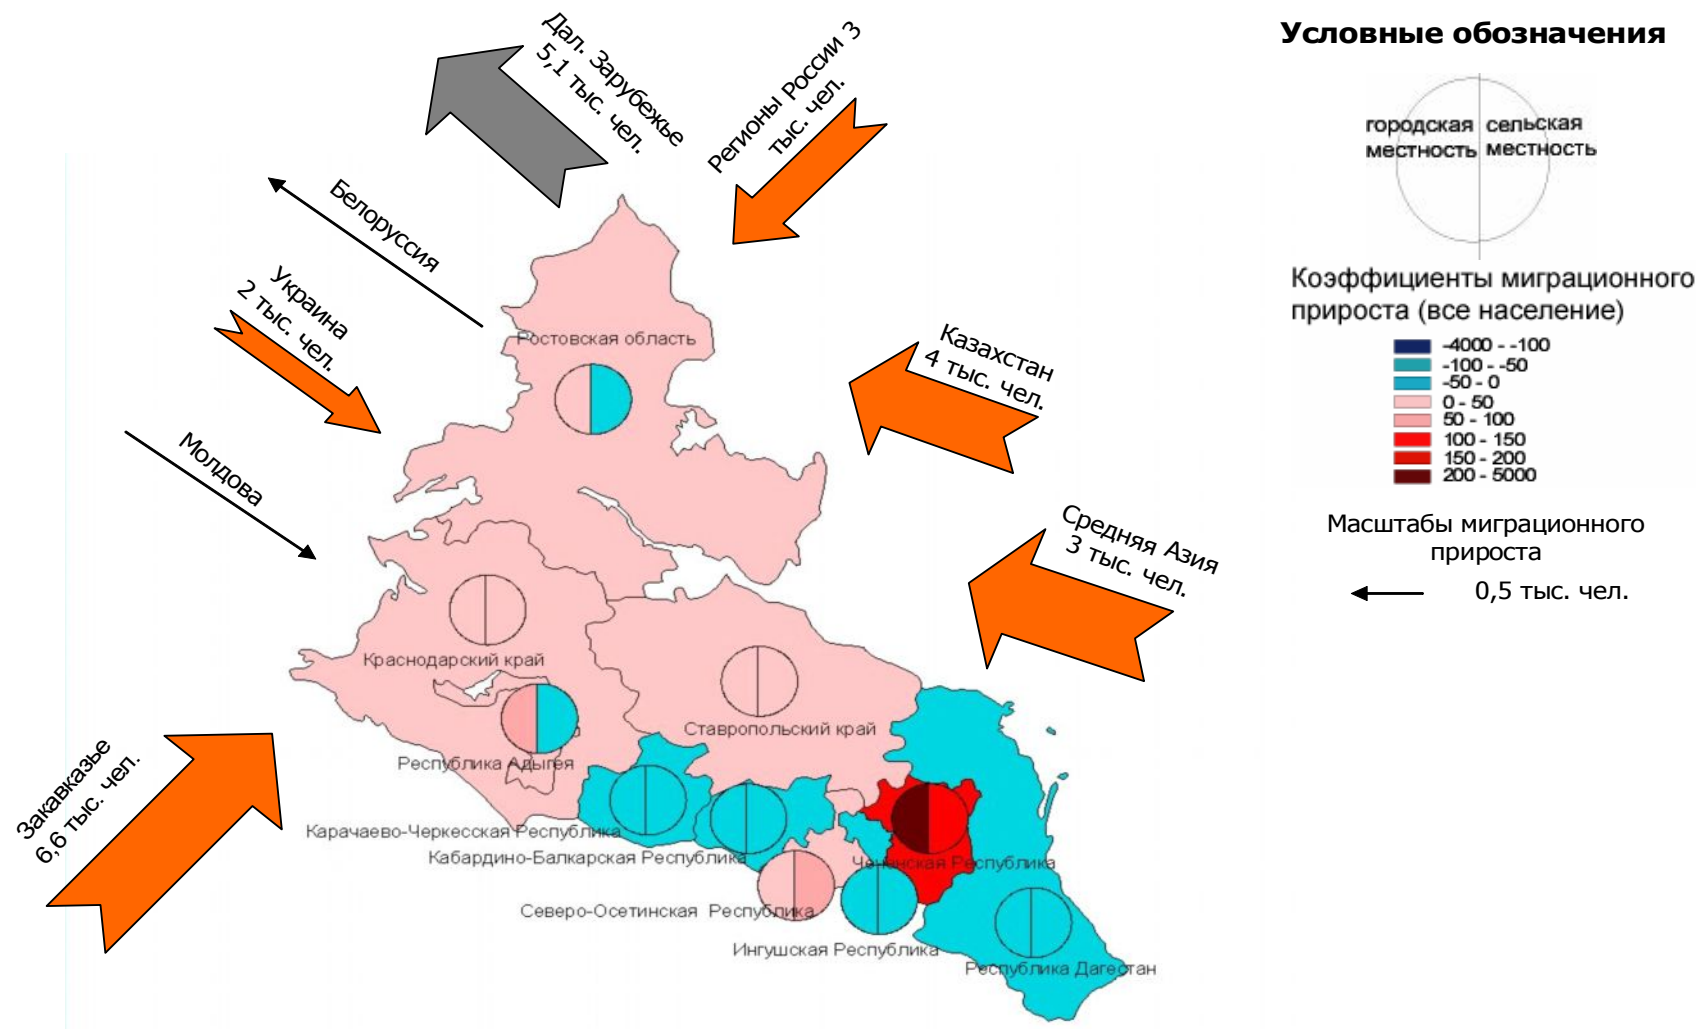 Условные обозначения
городская
местность
сельская
местность
Коэффициенты миграционного
прироста (все население)
-4000 - -100
-100 - -50
-50 - 0
0 - 50
50 - 100
100 - 150
150 - 200
200 - 5000
Масштабы миграционного
прироста
0,5 тыс. чел.
Дал. Зарубежье
5,1 тыс. чел.
Регионы России 3
тыс. чел.
Белоруссия
Украина
2 тыс. чел.
Молдова
Казахстан
4 тыс. чел.
Средняя Азия
3 тыс. чел.
Закавказье
6,6 тыс. чел.
Ростовская область
Краснодарский край
Ставропольский край
Республика Адыгея
Карачаево-Черкесская Республика
Кабардино-Балкарская Республика
Чеченская Республика
Северо-Осетинская Республика
Ингушская Республика
Республика Дагестан